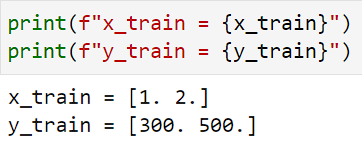 print(f"x_train = {x_train}")
print(f"y_train = {y_train}")
x_train = [1. 2.]
y_train = [300. 500.]